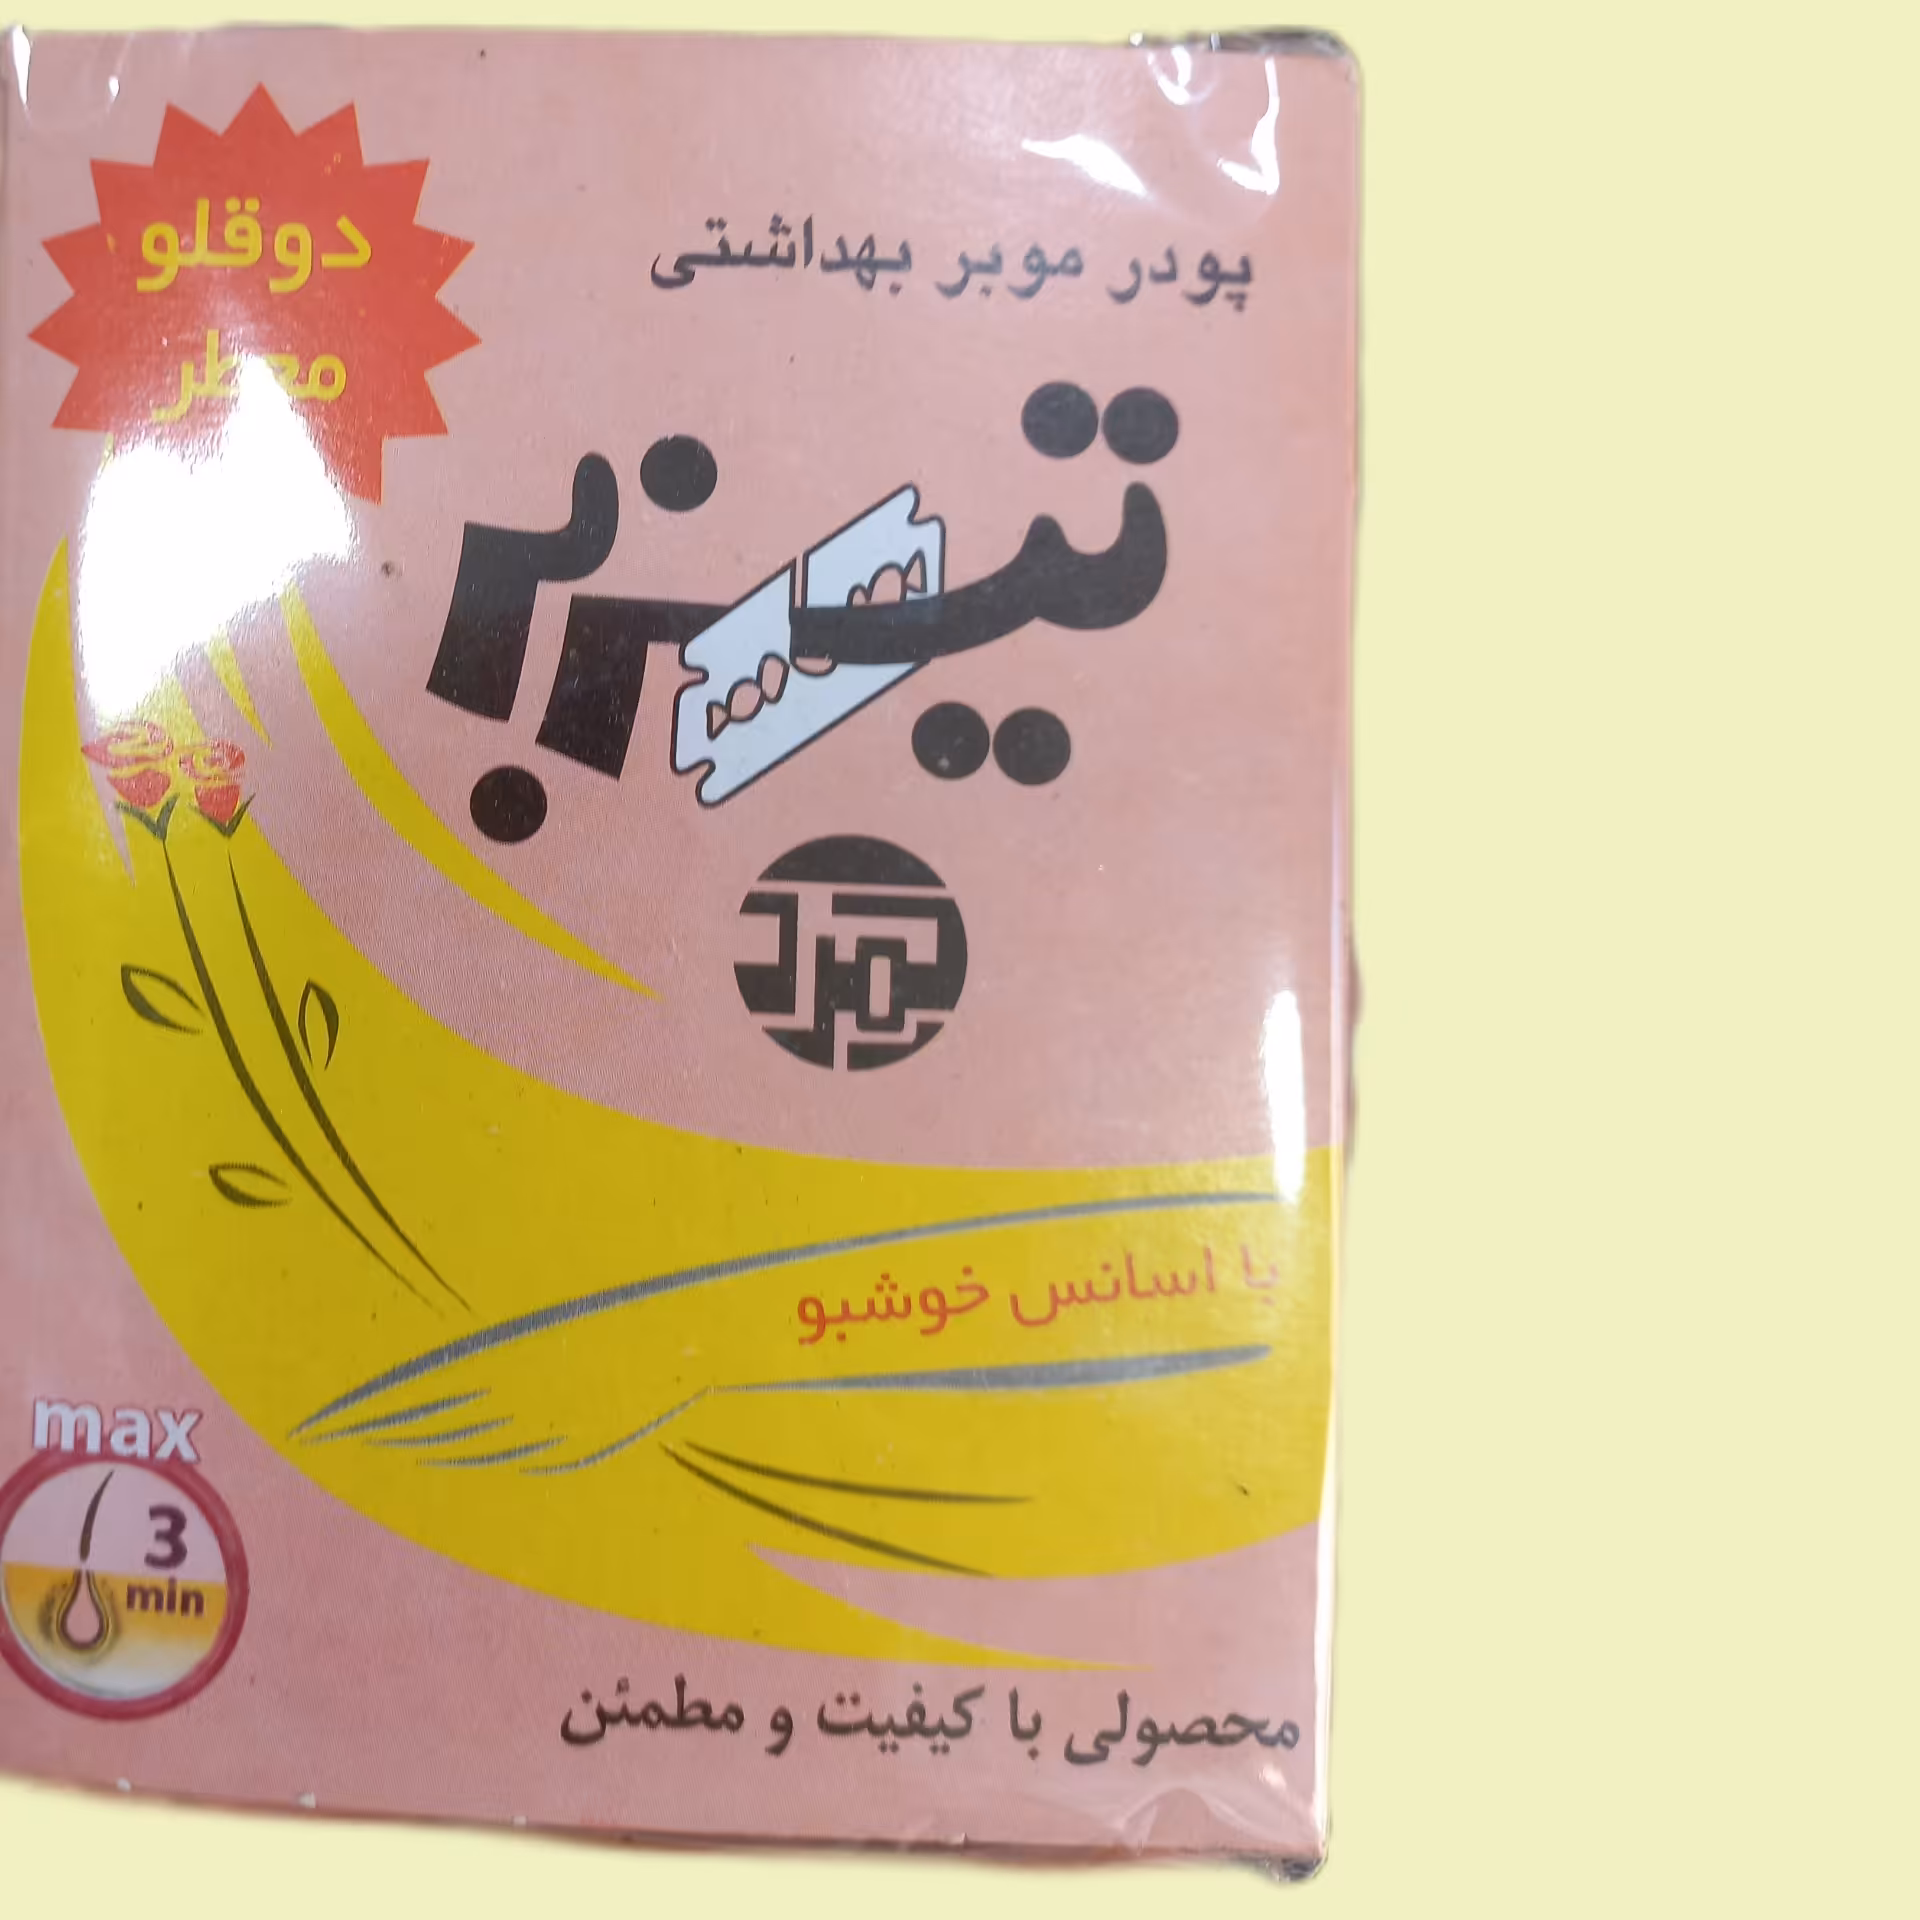 دوقلو
معطر
پودر موبر بهداشتی
تیزبر
با اسانس خوشبو
max
3
min
محصولی با کیفیت و مطمئن